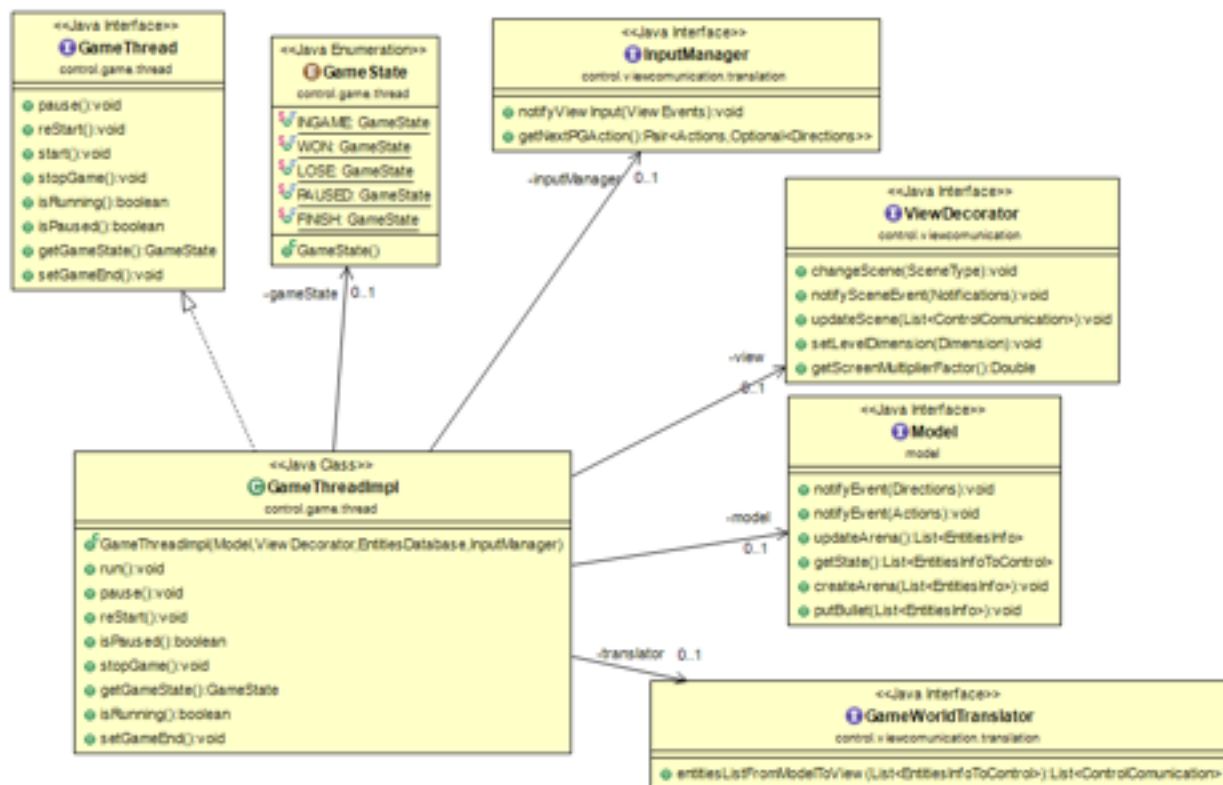 <<Java Interface>>
GameThread
control.game.thread
pause():void
reStart():void
start():void
stopGame():void
isRunning():boolean
isPaused():boolean
getGameState():GameState
setGameEnd():void
<<Java Enumeration>>
GameState
control.game.thread
INGAME: GameState
WON: GameState
LOSE: GameState
PAUSED: GameState
FINISH: GameState
GameState()
<<Java Interface>>
InputManager
control.viewcomunication.translation
notifyViewInput(ViewEvents):void
getNextPGAction():Pair<Actions,Optional<Directions>>
-inputManager 0..1
-gameState 0..1
<<Java Interface>>
ViewDecorator
control.viewcomunication
changeScene(SceneType):void
notifySceneEvent(Notifications):void
updateScene(List<ControlComunication>):void
setLevelDimension(Dimension):void
getScreenMultiplierFactor():Double
-view
0..1
<<Java Interface>>
Model
model
notifyEvent(Directions):void
notifyEvent(Actions):void
updateArena():List<EntitiesInfo>
getState():List<EntitiesInfoToControl>
createArena(List<EntitiesInfo>):void
putBullet(List<EntitiesInfo>):void
-model
0..1
<<Java Class>>
GameThreadImpl
control.game.thread
GameThreadImpl(Model,ViewDecorator,EntitiesDatabase,InputManager)
run():void
pause():void
reStart():void
isPaused():boolean
stopGame():void
getGameState():GameState
isRunning():boolean
setGameEnd():void
-translator 0..1
<<Java Interface>>
GameWorldTranslator
control.viewcomunication.translation
entitiesListFromModelToView(List<EntitiesInfoToControl>):List<ControlComunication>